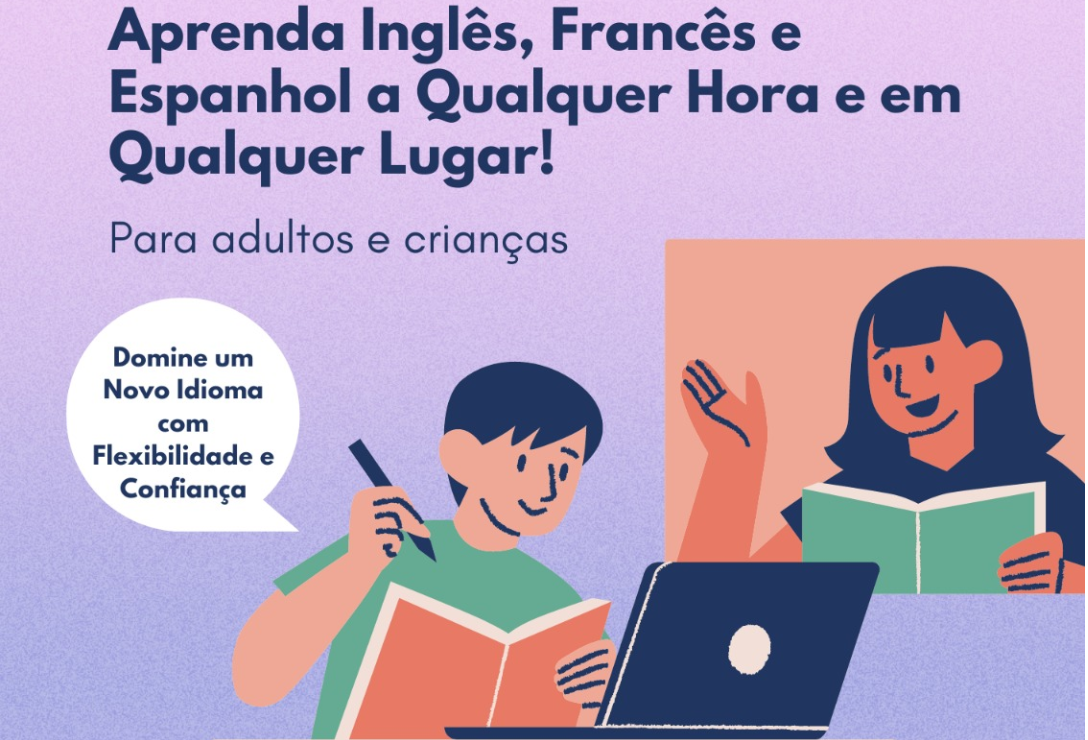 Aprenda Inglês, Francês e
Espanhol a Qualquer Hora e em
Qualquer Lugar!
Para adultos e crianças
Domine um
Novo Idioma
com
Flexibilidade e
Confiança